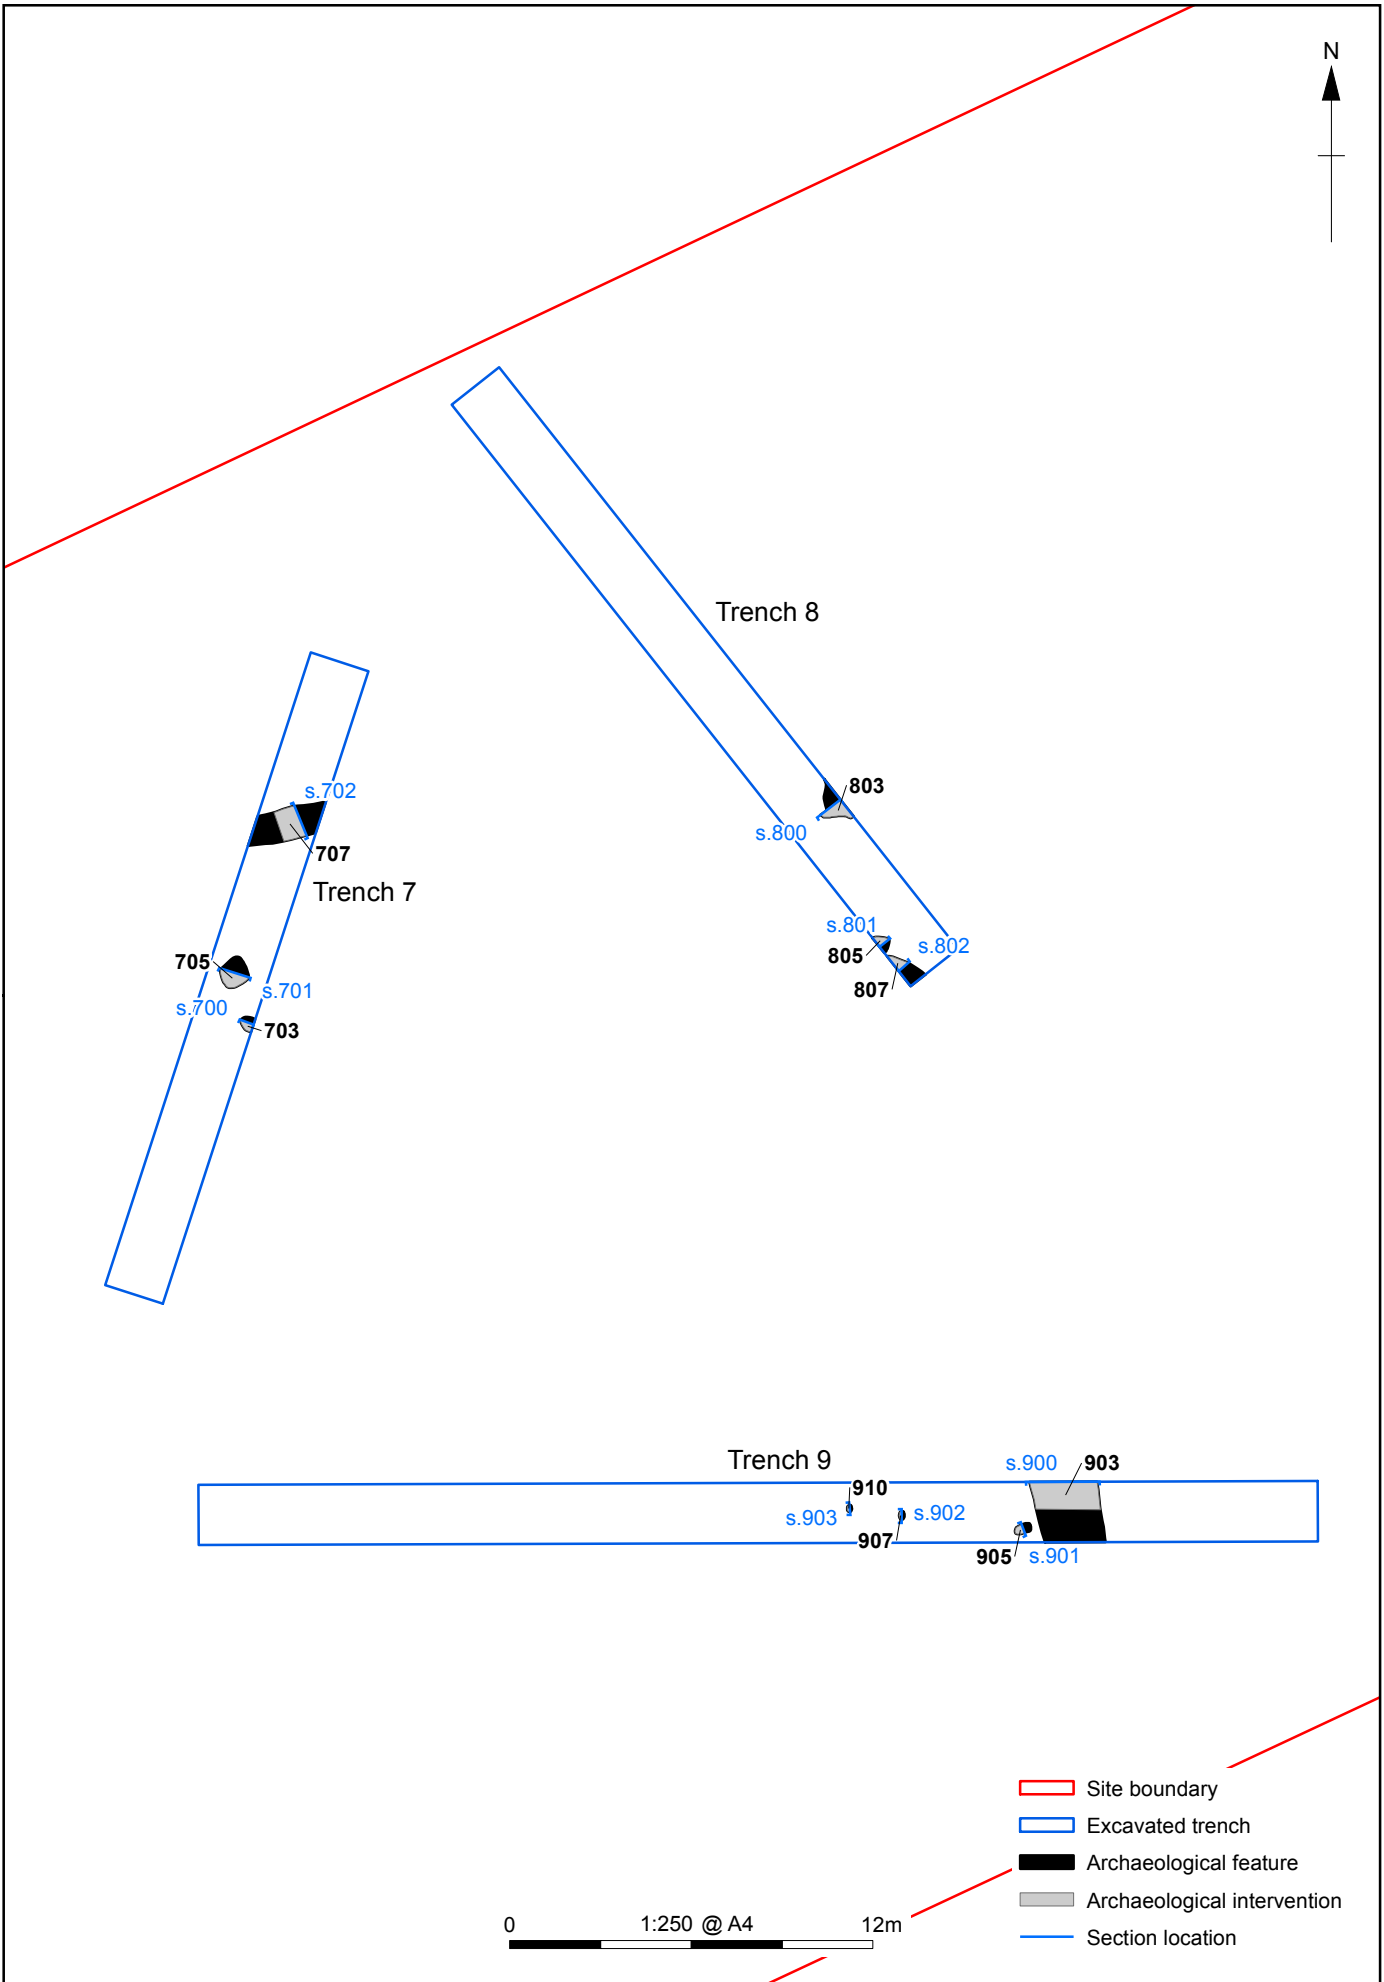 N
Trench 8
803
s.800
s.702
707
Trench 7
s.801
805
s.802
807
705
s.701
s.700
703
Trench 9
s.900
903
910
s.903
s.902
907
905
s.901
Site boundary
Excavated trench
Archaeological feature
Archaeological intervention
Section location
0 1:250 @ A4 12m